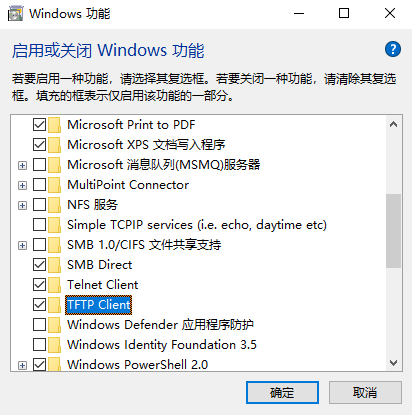 Windows 功能
启用或关闭 Windows 功能
?
若要启用一种功能，请选择其复选框。若要关闭一种功能，请清除其复选
框。填充的框表示仅启用该功能的一部分。
Microsoft Print to PDF
Microsoft XPS 文档写入程序
Microsoft 消息队列(MSMQ)服务器
MultiPoint Connector
NFS 服务
Simple TCPIP services (i.e. echo, daytime etc)
SMB 1.0/CIFS 文件共享支持
SMB Direct
Telnet Client
TFTP Client
Windows Defender 应用程序防护
Windows Identity Foundation 3.5
Windows PowerShell 2.0
确定
取消